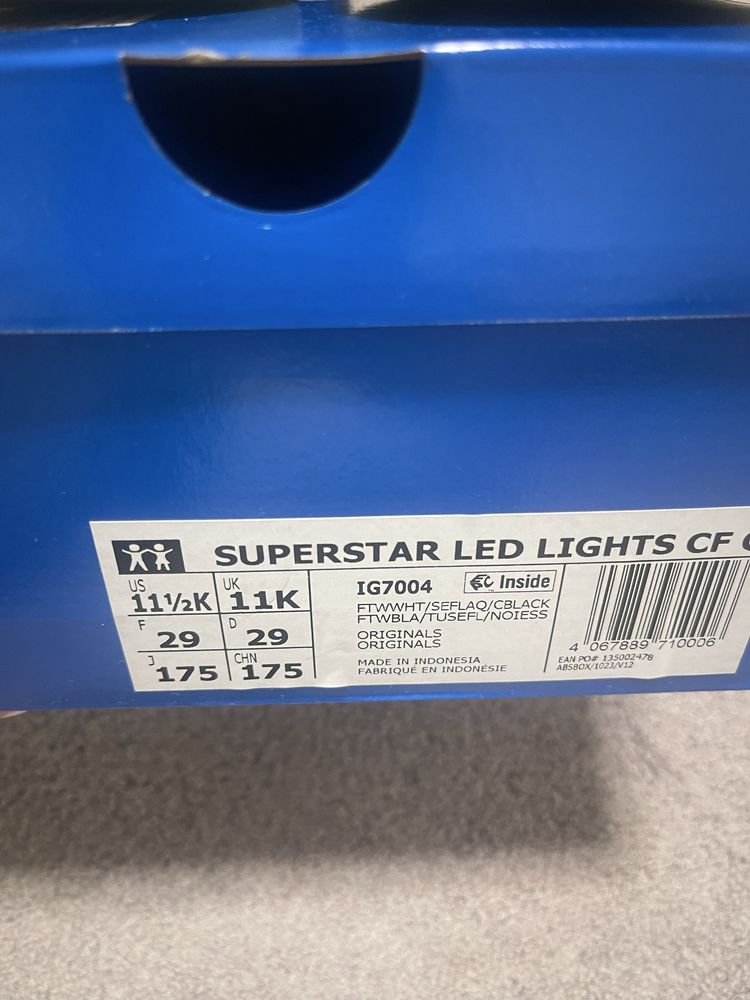 SUPERSTAR LED LIGHTS CF
US 11½K UK 11K
F 29 D 29
J 175 CHN 175
IG7004
Inside
FTWWHT/SEFLAQ/CBLACK
FTWBLA/TUSEFL/NOIESS
ORIGINALS
ORIGINALS
MADE IN INDONESIA
FABRIQUÉ EN INDONÉSIE
4 067889 710006
EAN PO# 135002478
ABSBOX/1023/V12